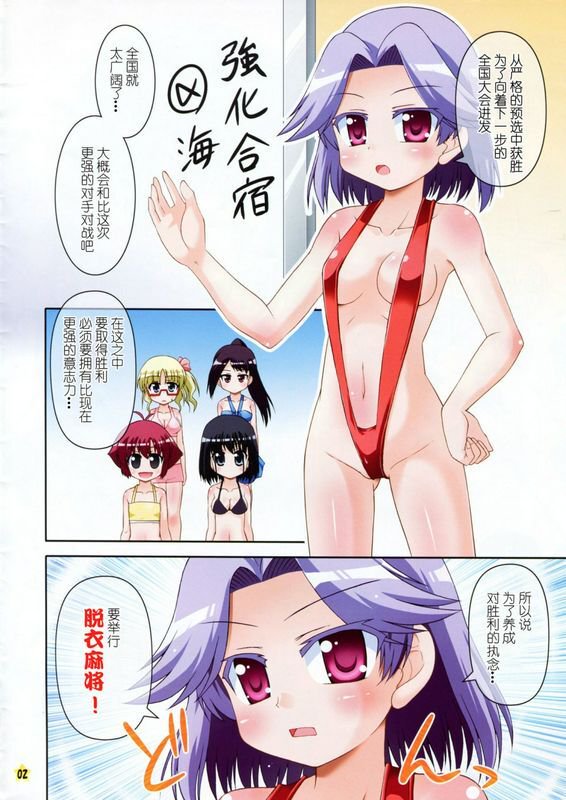 从严格的预选中获胜
为了向着下一步的
全国大会进发
強化合宿
凶海
全国就
太广阔了…
大概会和比这次
更强的对手对战吧
在这之中
要取得胜利
必须要拥有比现在
更强的意志力…
所以说
为了养成
对胜利的执念…
要举行
脱衣麻将！
どんっ
02